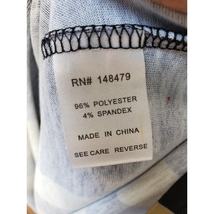 RN# 148479
96% POLYESTER
4% SPANDEX
MADE IN CHINA
SEE CARE REVERSE